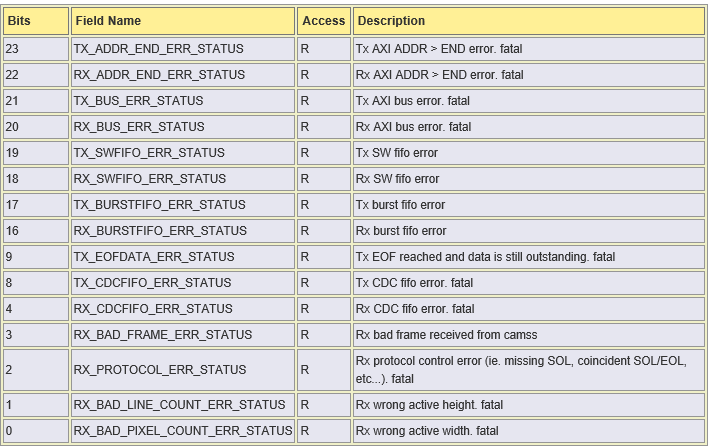 Bits Field Name Access Description
23 TX_ADDR_END_ERR_STATUS R Tx AXI ADDR > END error. fatal
22 RX_ADDR_END_ERR_STATUS R Rx AXI ADDR > END error. fatal
21 TX_BUS_ERR_STATUS R Tx AXI bus error. fatal
20 RX_BUS_ERR_STATUS R Rx AXI bus error. fatal
19 TX_SWFIFO_ERR_STATUS R Tx SW fifo error
18 RX_SWFIFO_ERR_STATUS R Rx SW fifo error
17 TX_BURSTFIFO_ERR_STATUS R Tx burst fifo error
16 RX_BURSTFIFO_ERR_STATUS R Rx burst fifo error
9 TX_EOFDATA_ERR_STATUS R Tx EOF reached and data is still outstanding. fatal
8 TX_CDCFIFO_ERR_STATUS R Tx CDC fifo error. fatal
4 RX_CDCFIFO_ERR_STATUS R Rx CDC fifo error. fatal
3 RX_BAD_FRAME_ERR_STATUS R Rx bad frame received from camss
2 RX_PROTOCOL_ERR_STATUS R Rx protocol control error (ie. missing SOL, coincident SOL/EOL,
etc...). fatal
1 RX_BAD_LINE_COUNT_ERR_STATUS R Rx wrong active height. fatal
0 RX_BAD_PIXEL_COUNT_ERR_STATUS R Rx wrong active width. fatal